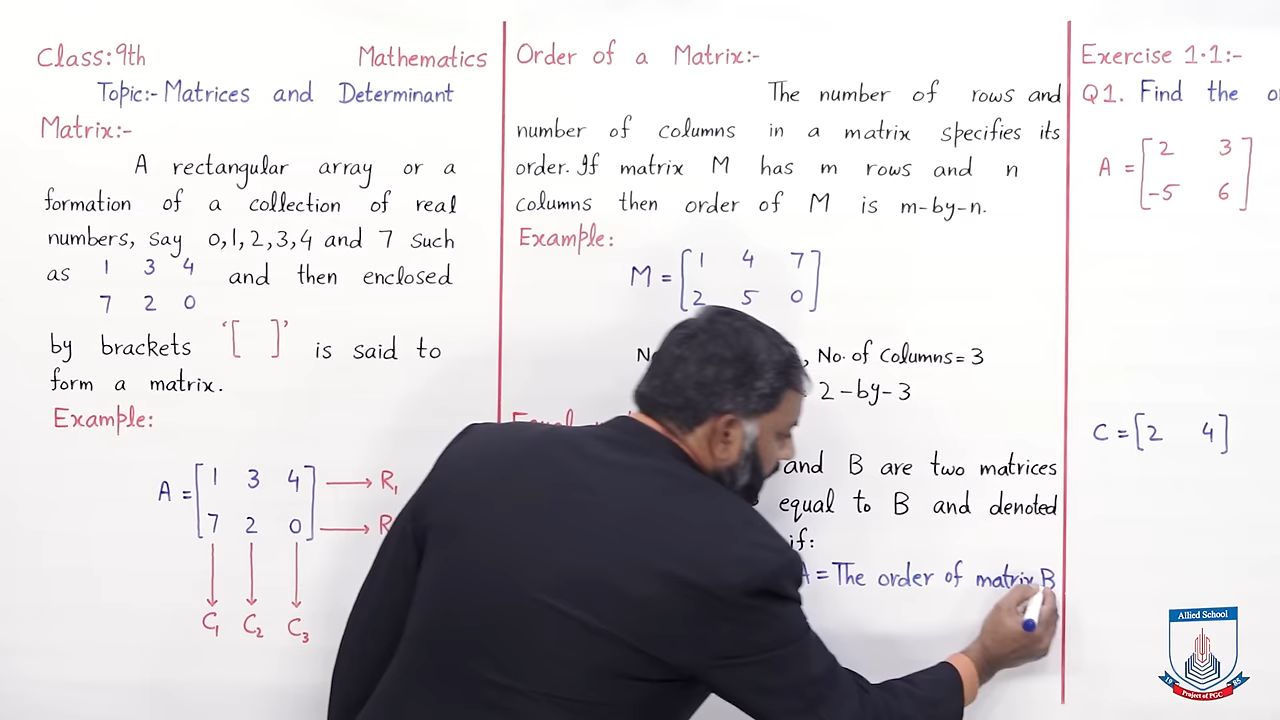 Class: 9th Mathematics
Topic:- Matrices and Determinant
Matrix:-
A rectangular array or a
formation of a collection of real
numbers, say 0,1,2,3,4 and 7 such
as 1 3 4 and then enclosed
7 2 0
by brackets '[ ]' is said to
form a matrix.
Example:
A = [1 3 4 → R₁
7 2 0] → R
C₁ C₂ C₃
Order of a Matrix:-
The number of rows and
number of columns in a matrix specifies its
order. If matrix M has m rows and n
columns then order of M is m-by-n.
Example:
M = [1 4 7
2 5 0]
, No. of Columns = 3
2-by-3
and B are two matrices
equal to B and denoted
if:
A = The order of matrix B
Exercise 1.1:-
Q1. Find the
A = [2 3
-5 6]
C = [2 4]
Allied School
19 85
Project of PGC